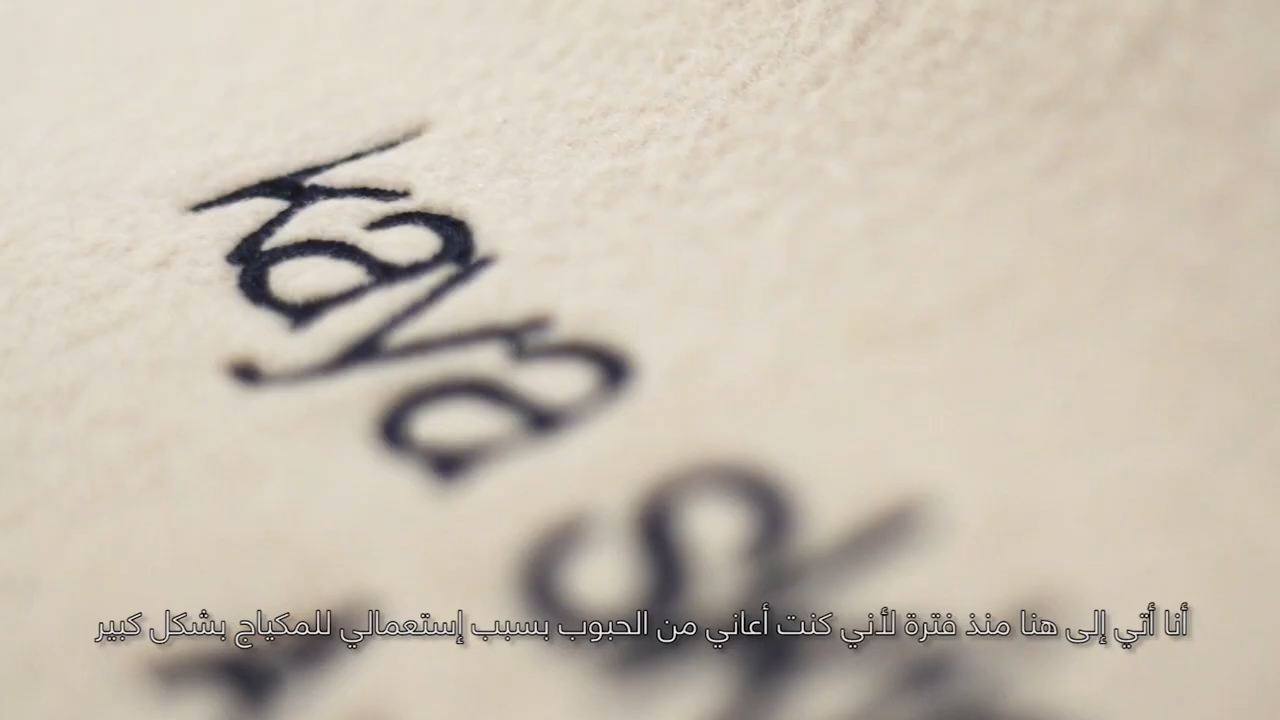 kaya
أنا أتي إلى هنا منذ فترة لأني كنت أعاني من الحبوب بسبب إستعمالي للمكياج بشكل كبير